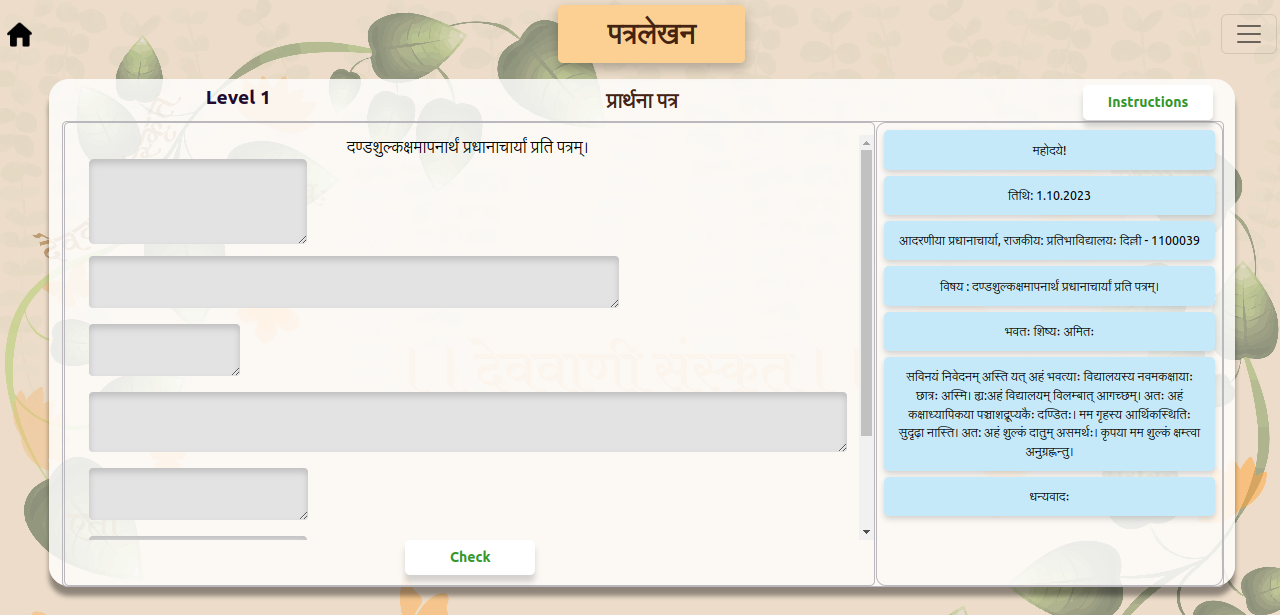 पत्रलेखन
Level 1
प्रार्थना पत्र
Instructions
दण्डशुल्कक्षमापनार्थं प्रधानाचार्यां प्रति पत्रम्।
।। देववाणी संस्कृत।।
Check
महोदये!
तिथि: 1.10.2023
आदरणीया प्रधानाचार्या, राजकीय: प्रतिभाविद्यालयः दिल्ली - 1100039
विषय : दण्डशुल्कक्षमापनार्थं प्रधानाचार्यां प्रति पत्रम्।
भवतः शिष्यः अमितः
सविनयं निवेदनम् अस्ति यत् अहं भवत्याः विद्यालयस्य नवमकक्षायाः
छात्रः अस्मि। ह्यःअहं विद्यालयम् विलम्बात् आगच्छम्। अतः अहं
कक्षाध्यापिकया पञ्चाशद्रूप्यकैः दण्डितः। मम गृहस्य आर्थिकस्थितिः
सुदृढ़ा नास्ति। अतः अहं शुल्कं दातुम् असमर्थः। कृपया मम शुल्कं क्षम्त्वा
अनुग्रह्णन्तु।
धन्यवादः